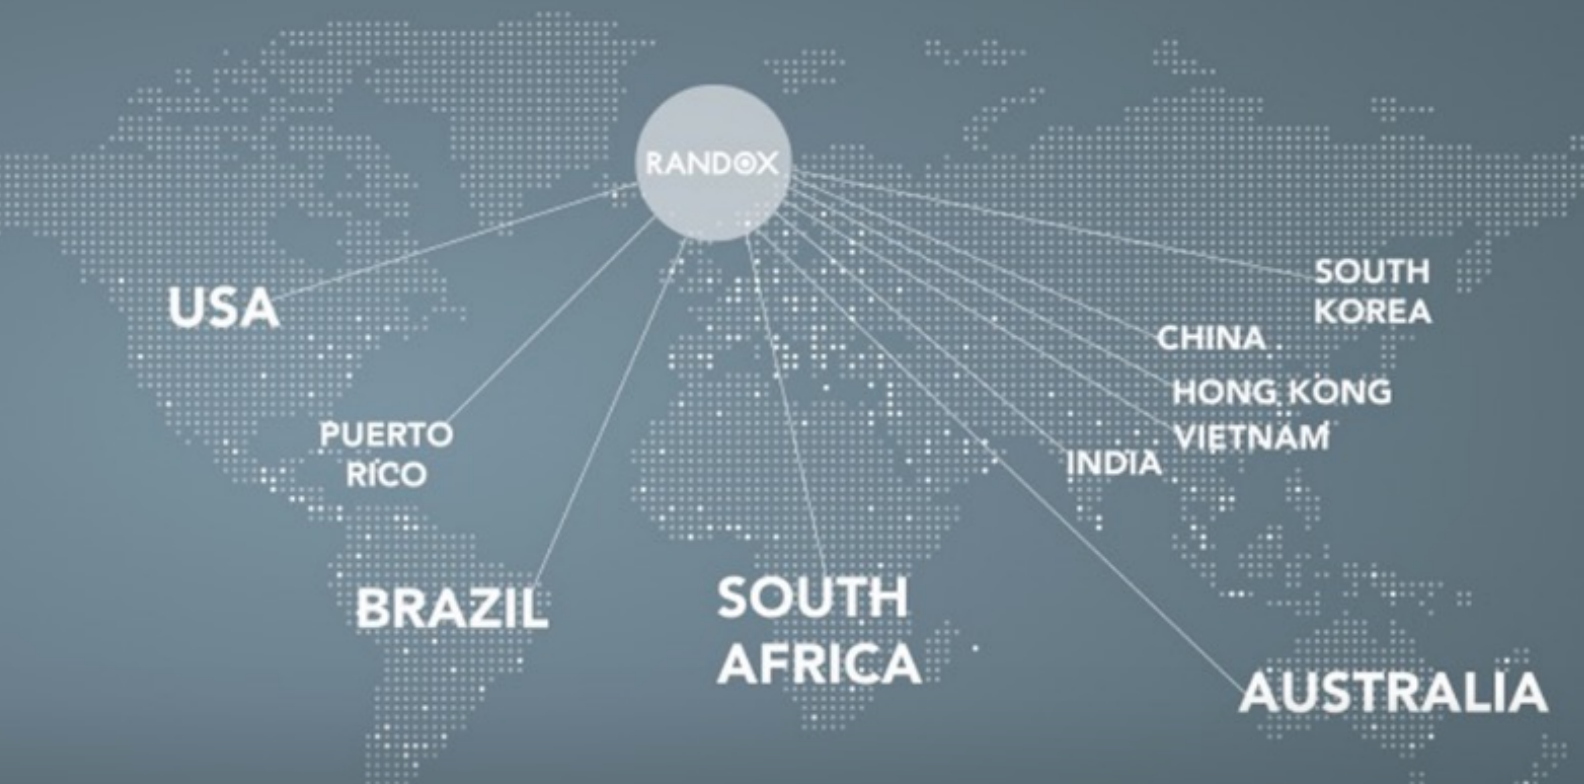 RANDOX
USA
SOUTH
KOREA
CHINA
HONG KONG
PUERTO
RICO
VIETNAM
INDIA
BRAZIL
SOUTH
AFRICA
AUSTRALIA